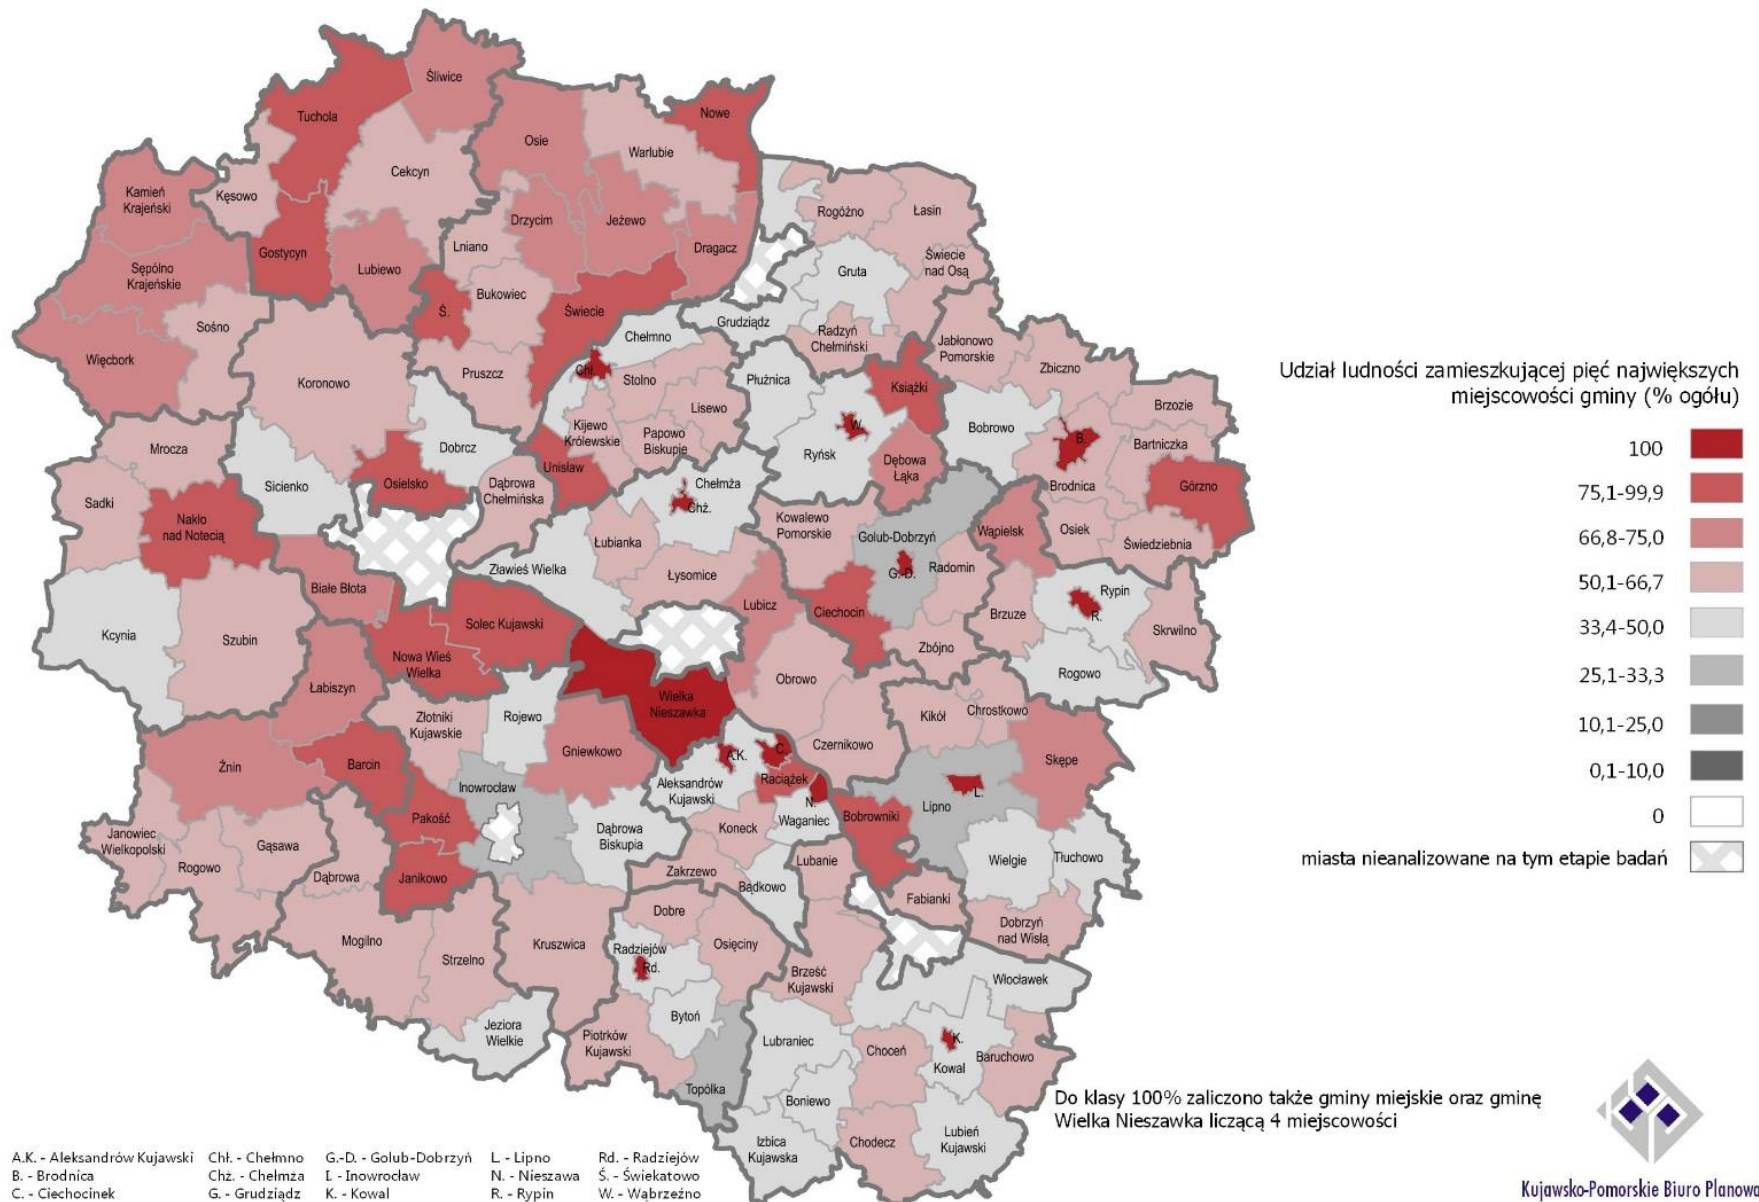 Śliwice
Tuchola
Nowe
Osie
Warlubie
Cekcyn
Kamień
Krajeński
Kęsowo
Rogóźno
Łasin
Drzycim
Jeżewo
Lniano
Dragacz
Gostycyn
Świecie
nad Osą
Sępólno
Krajeńskie
Lubiewo
Gruta
Bukowiec
Ś.
Świecie
Grudziądz
Sośno
Chełmno
Radzyń
Chełmiński
Jabłonowo
Pomorskie
Więcbork
Zbiczno
Chł.
Pruszcz
Koronowo
Stolno
Płużnica
Książki
Lisewo
Brzozie
Kijewo
Królewskie
W.
Bobrowo
B.
Papowo
Biskupie
Bartniczka
Mrocza
Dobrcz
Ryńsk
Dębowa
Łąka
Unisław
Sicienko
Osielsko
Dąbrowa
Chełmińska
Chełmża
Chż.
Brodnica
Górzno
Sadki
Nakło
nad Notecią
Kowalewo
Pomorskie
Golub-Dobrzyń
Wąpielsk
Osiek
Świedziebnia
Łubianka
Zławieś Wielka
Łysomice
G.-D.
Radomin
Białe Błota
Rypin
R.
Lubicz
Ciechocin
Brzuze
Kcynia
Szubin
Solec Kujawski
Skrwilno
Zbójno
Nowa Wieś
Wielka
Rogowo
Obrowo
Łabiszyn
Wielka
Nieszawka
Złotniki
Kujawskie
Rojewo
Kikół
Chrostkowo
Czernikowo
Gniewkowo
A.K.
C.
Skępe
Żnin
Barcin
Aleksandrów
Kujawski
Raciążek
Inowrocław
N.
L.
Lipno
Pakość
Waganiec
Bobrowniki
Janowiec
Wielkopolski
Gąsawa
Dąbrowa
Biskupia
Koneck
Wielgie
Tłuchowo
Rogowo
Dąbrowa
Janikowo
Zakrzewo
Bądkowo
Lubanie
Fabianki
Dobre
Dobrzyń
nad Wisłą
Mogilno
Kruszwica
Radziejów
Rd.
Osięciny
Strzelno
Brześć
Kujawski
Włocławek
Jeziora
Wielkie
Bytoń
Piotrków
Kujawski
Lubraniec
Choceń
K.
Kowal
Baruchowo
Topólka
Boniewo
Izbica
Kujawska
Chodecz
Lubień
Kujawski
Udział ludności zamieszkującej pięć największych
miejscowości gminy (% ogółu)
100
75,1-99,9
66,8-75,0
50,1-66,7
33,4-50,0
25,1-33,3
10,1-25,0
0,1-10,0
0
miasta nieanalizowane na tym etapie badań
Do klasy 100% zaliczono także gminy miejskie oraz gminę
Wielka Nieszawka liczącą 4 miejscowości
A.K. - Aleksandrów Kujawski
B. - Brodnica
C. - Ciechocinek
Chł. - Chełmno
Chż. - Chełmża
G. - Grudziądz
G.-D. - Golub-Dobrzyń
I. - Inowrocław
K. - Kowal
L. - Lipno
N. - Nieszawa
R. - Rypin
Rd. - Radziejów
Ś. - Świekatowo
W. - Wąbrzeźno
Kujawsko-Pomorskie Biuro Planowa